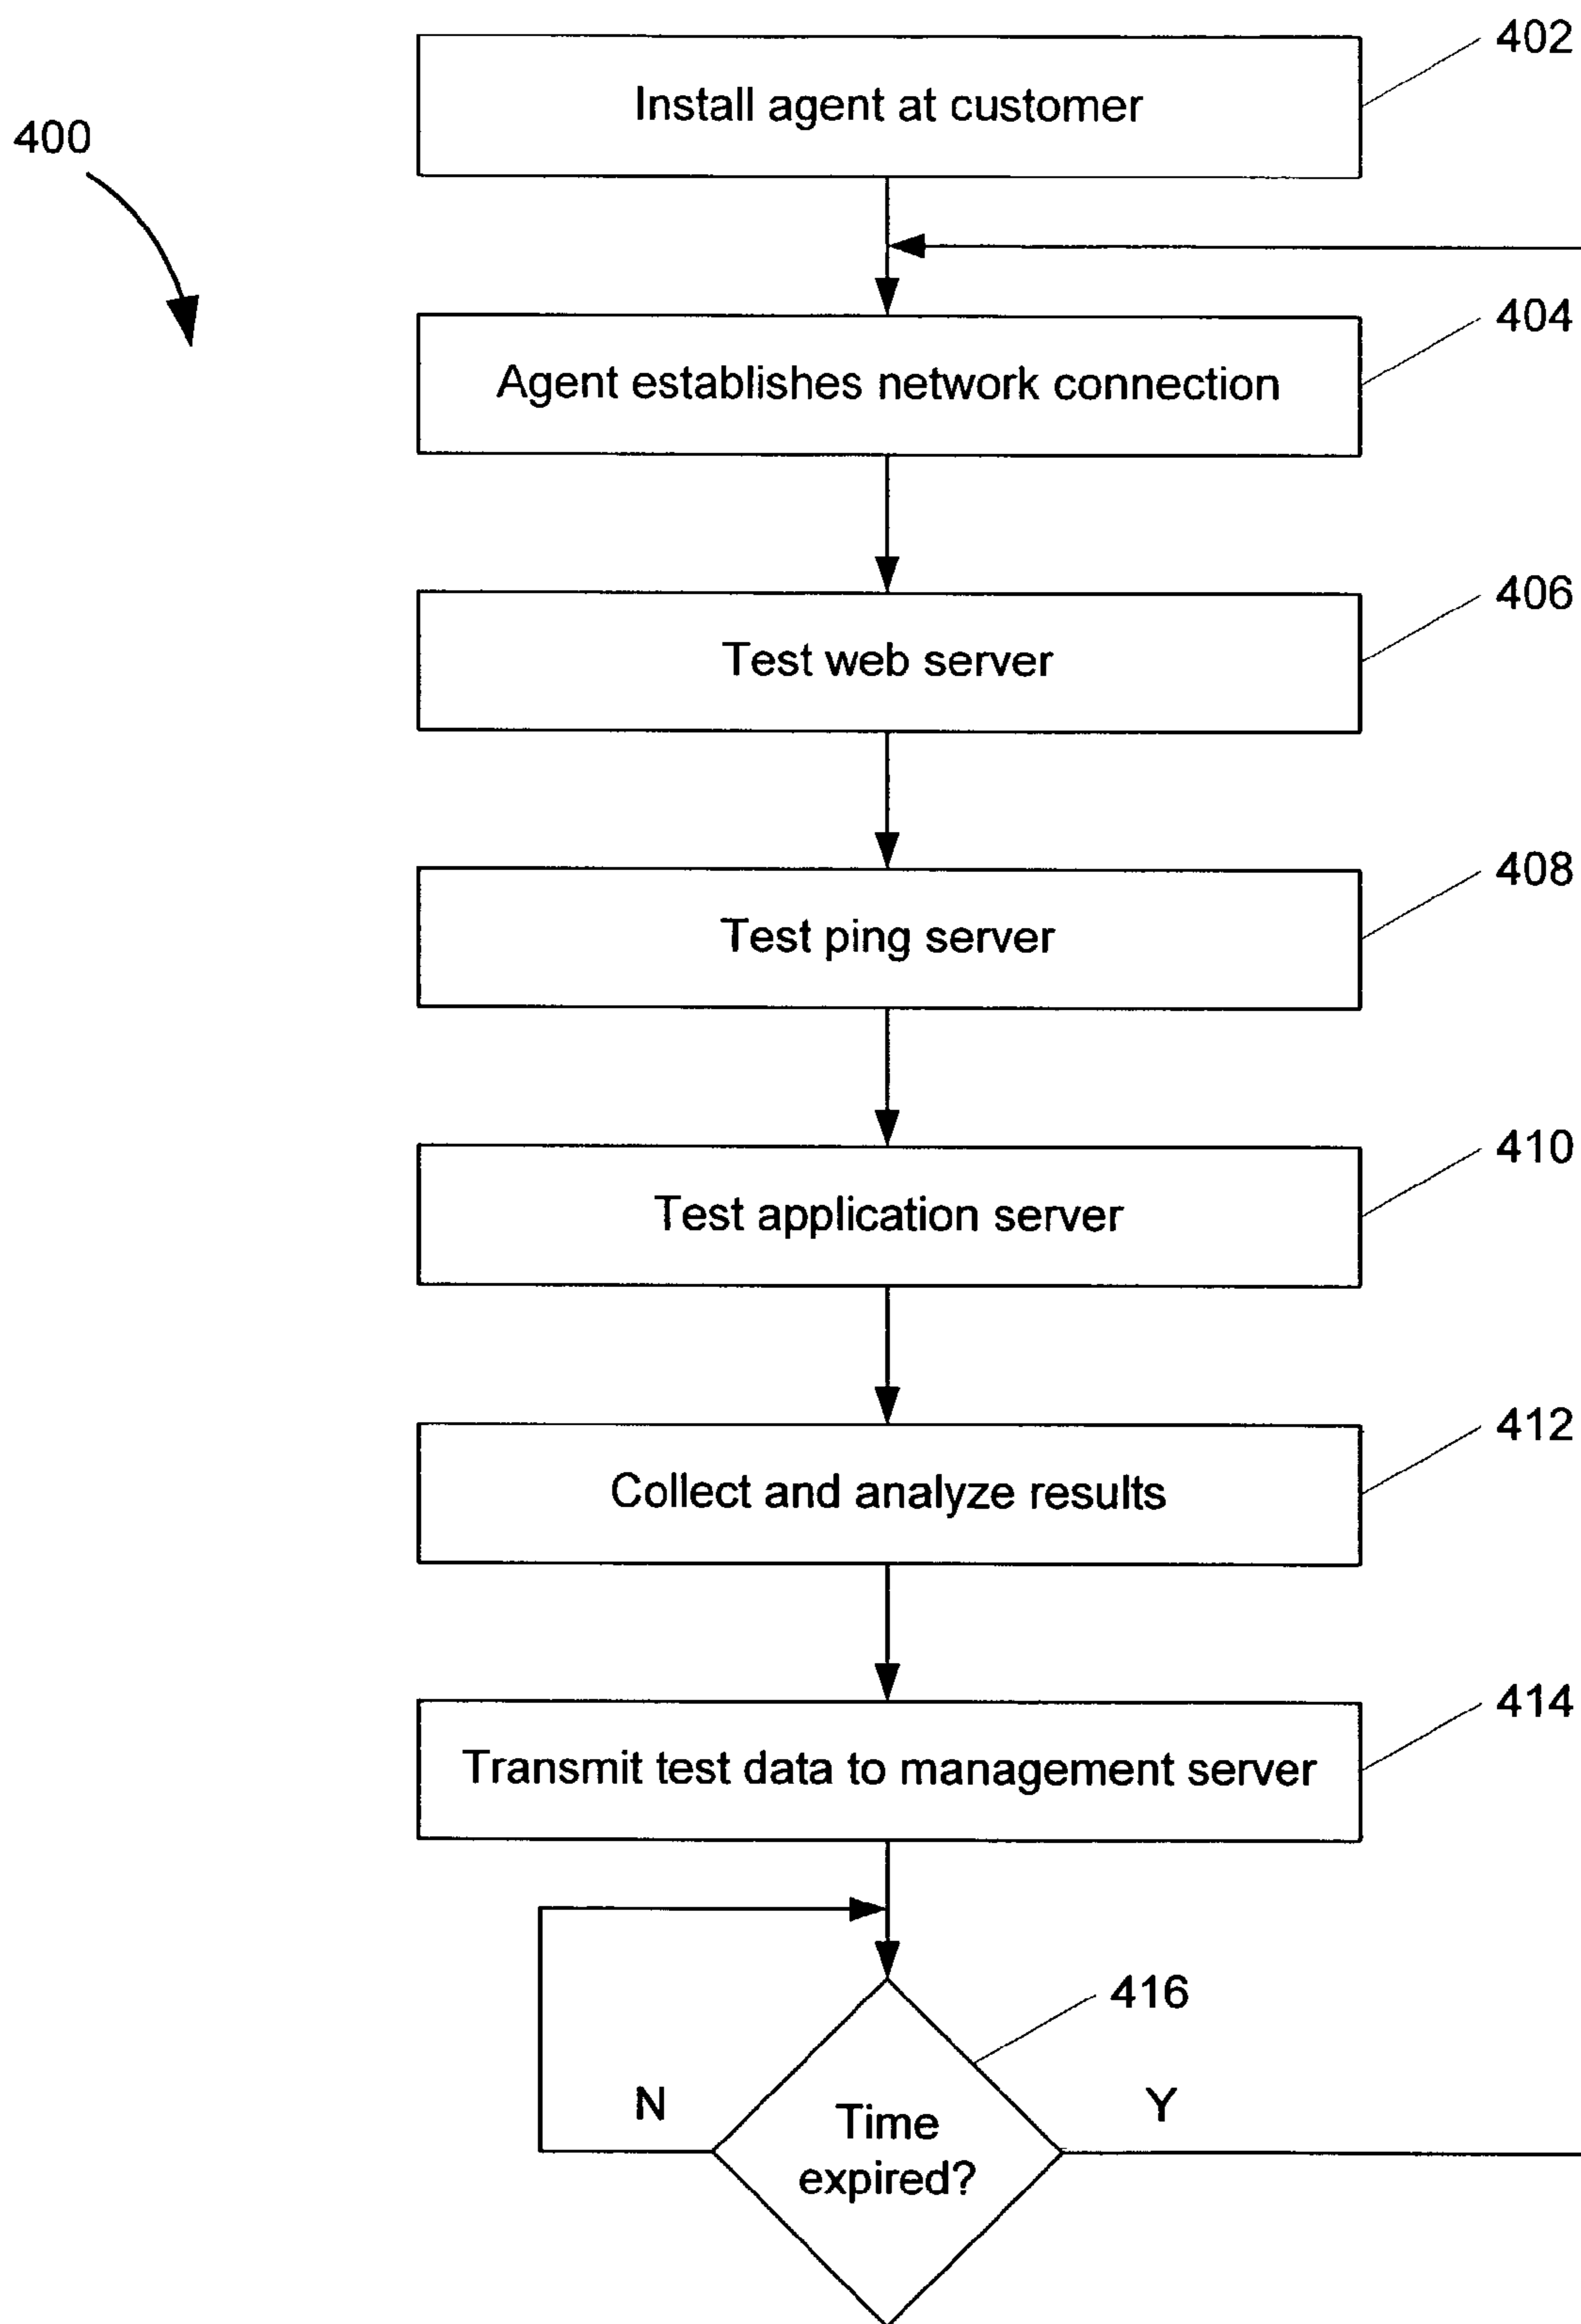 402
Install agent at customer
400
404
Agent establishes network connection
406
Test web server
408
Test ping server
410
Test application server
412
Collect and analyze results
414
Transmit test data to management server
416
N
Y
Time
expired?